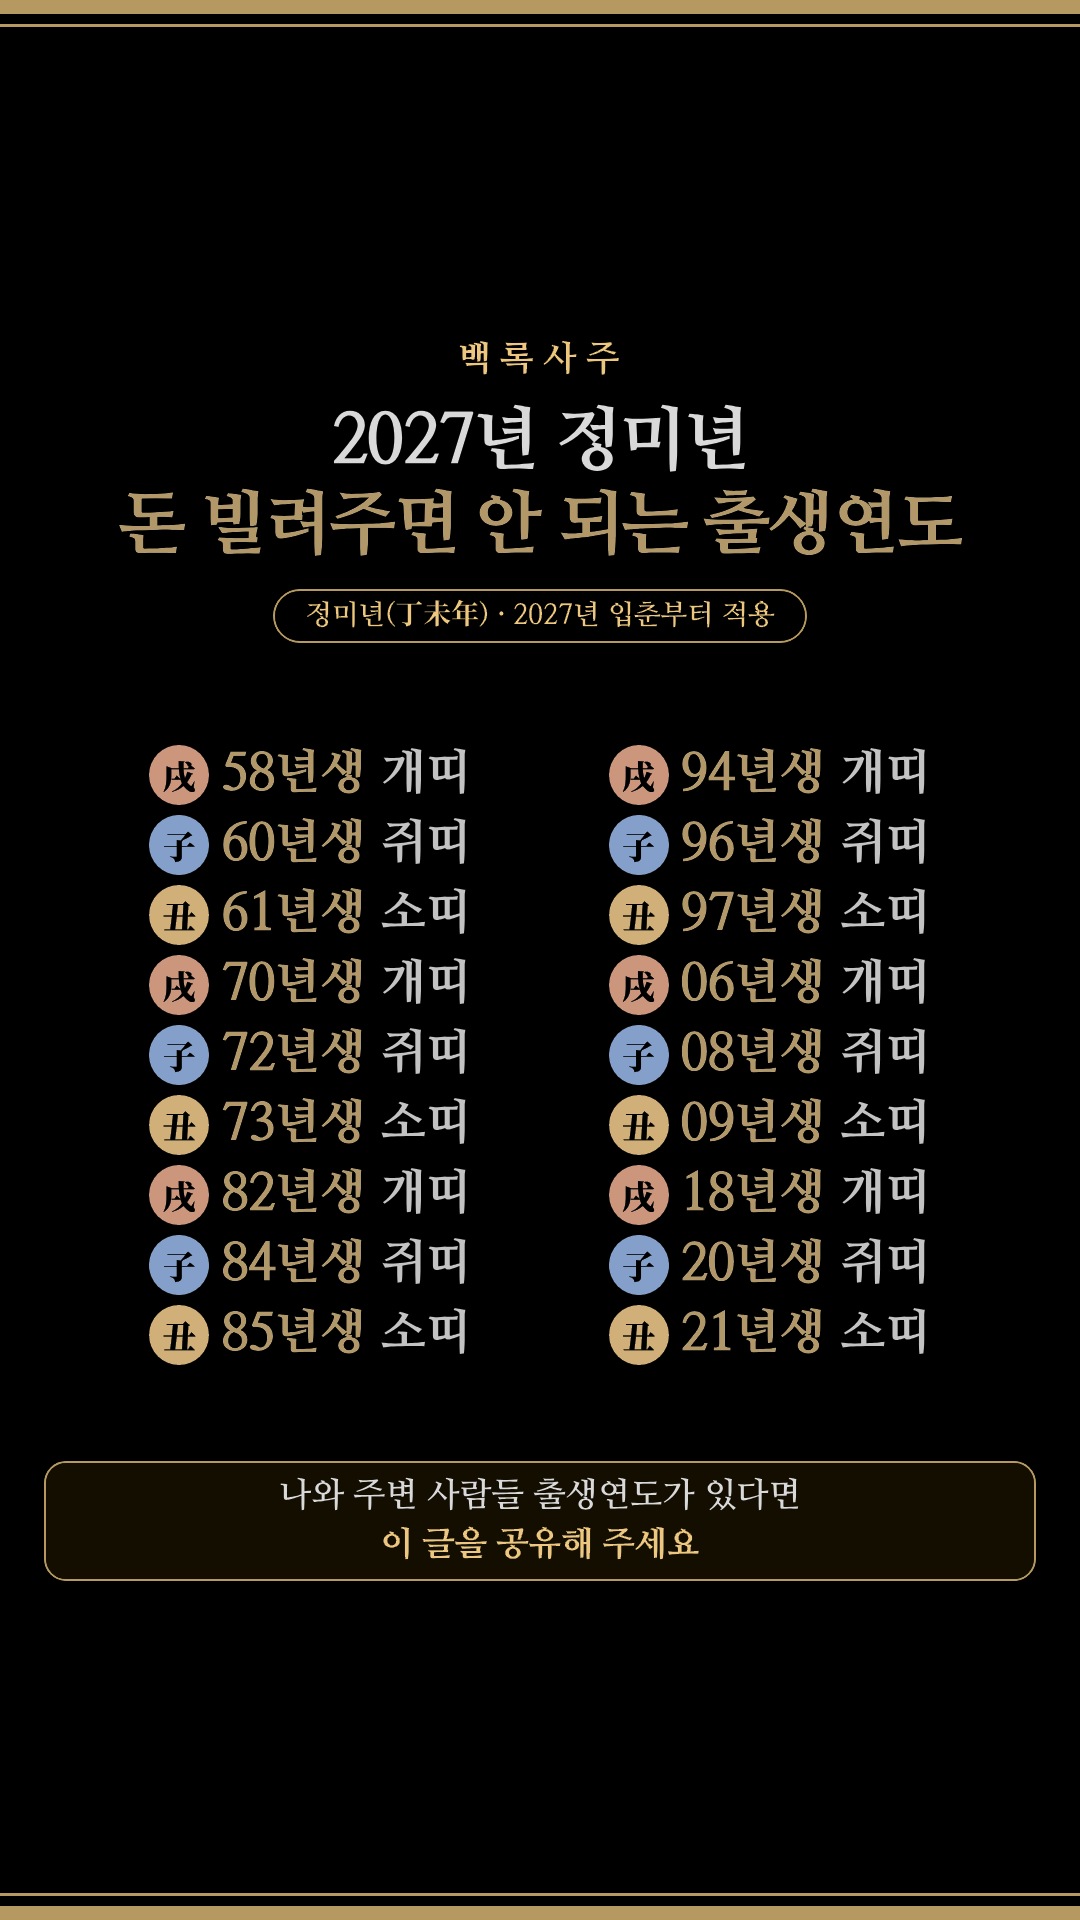 백록사주
2027년 정미년
돈 빌려주면 안 되는 출생연도
정미년(丁未年) · 2027년 입춘부터 적용
戌 58년생 개띠
子 60년생 쥐띠
丑 61년생 소띠
戌 70년생 개띠
子 72년생 쥐띠
丑 73년생 소띠
戌 82년생 개띠
子 84년생 쥐띠
丑 85년생 소띠
戌 94년생 개띠
子 96년생 쥐띠
丑 97년생 소띠
戌 06년생 개띠
子 08년생 쥐띠
丑 09년생 소띠
戌 18년생 개띠
子 20년생 쥐띠
丑 21년생 소띠
나와 주변 사람들 출생연도가 있다면
이 글을 공유해 주세요